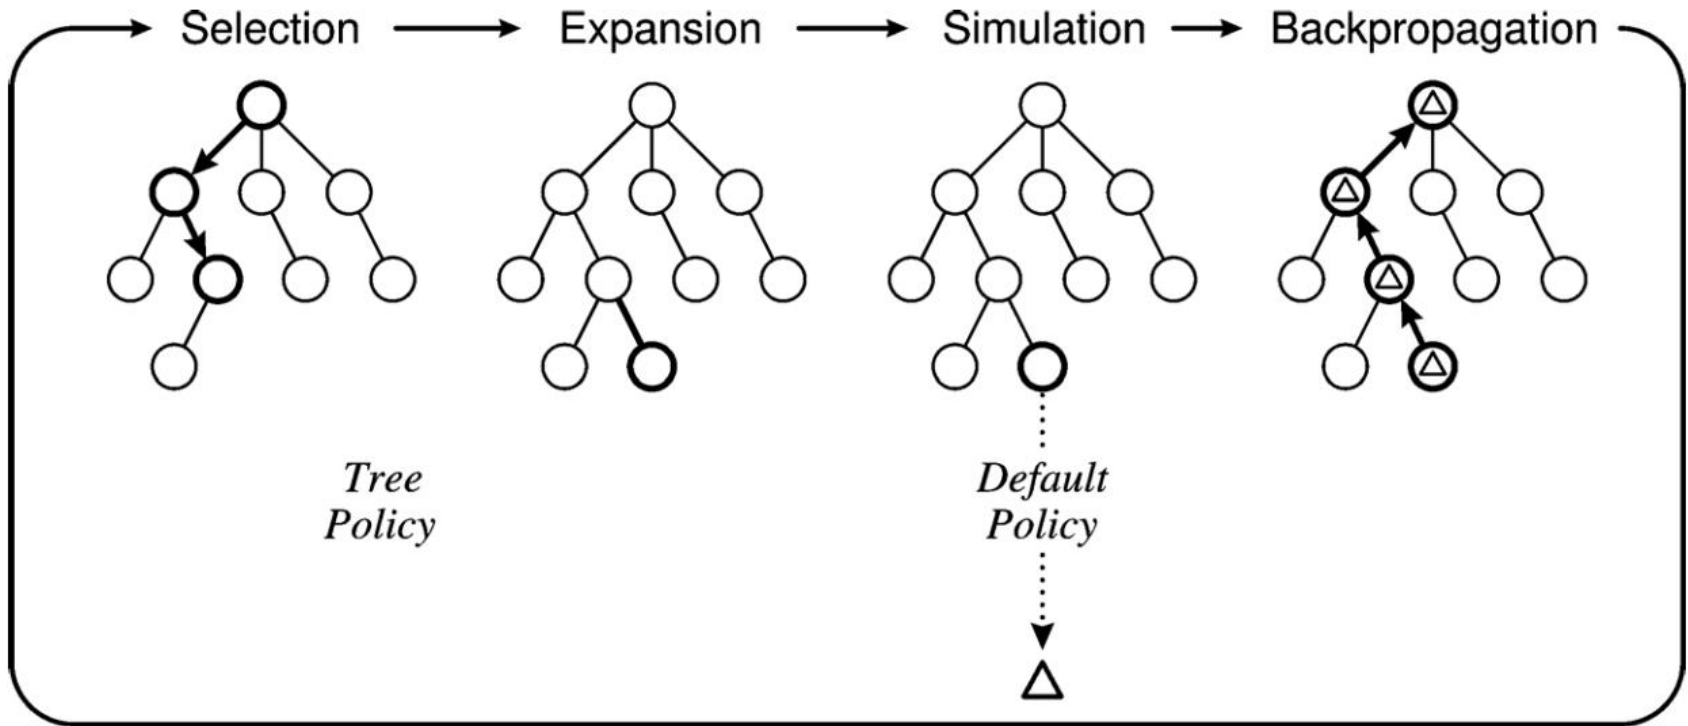 Selection
Expansion
Simulation
Backpropagation
Tree
Policy
Default
Policy